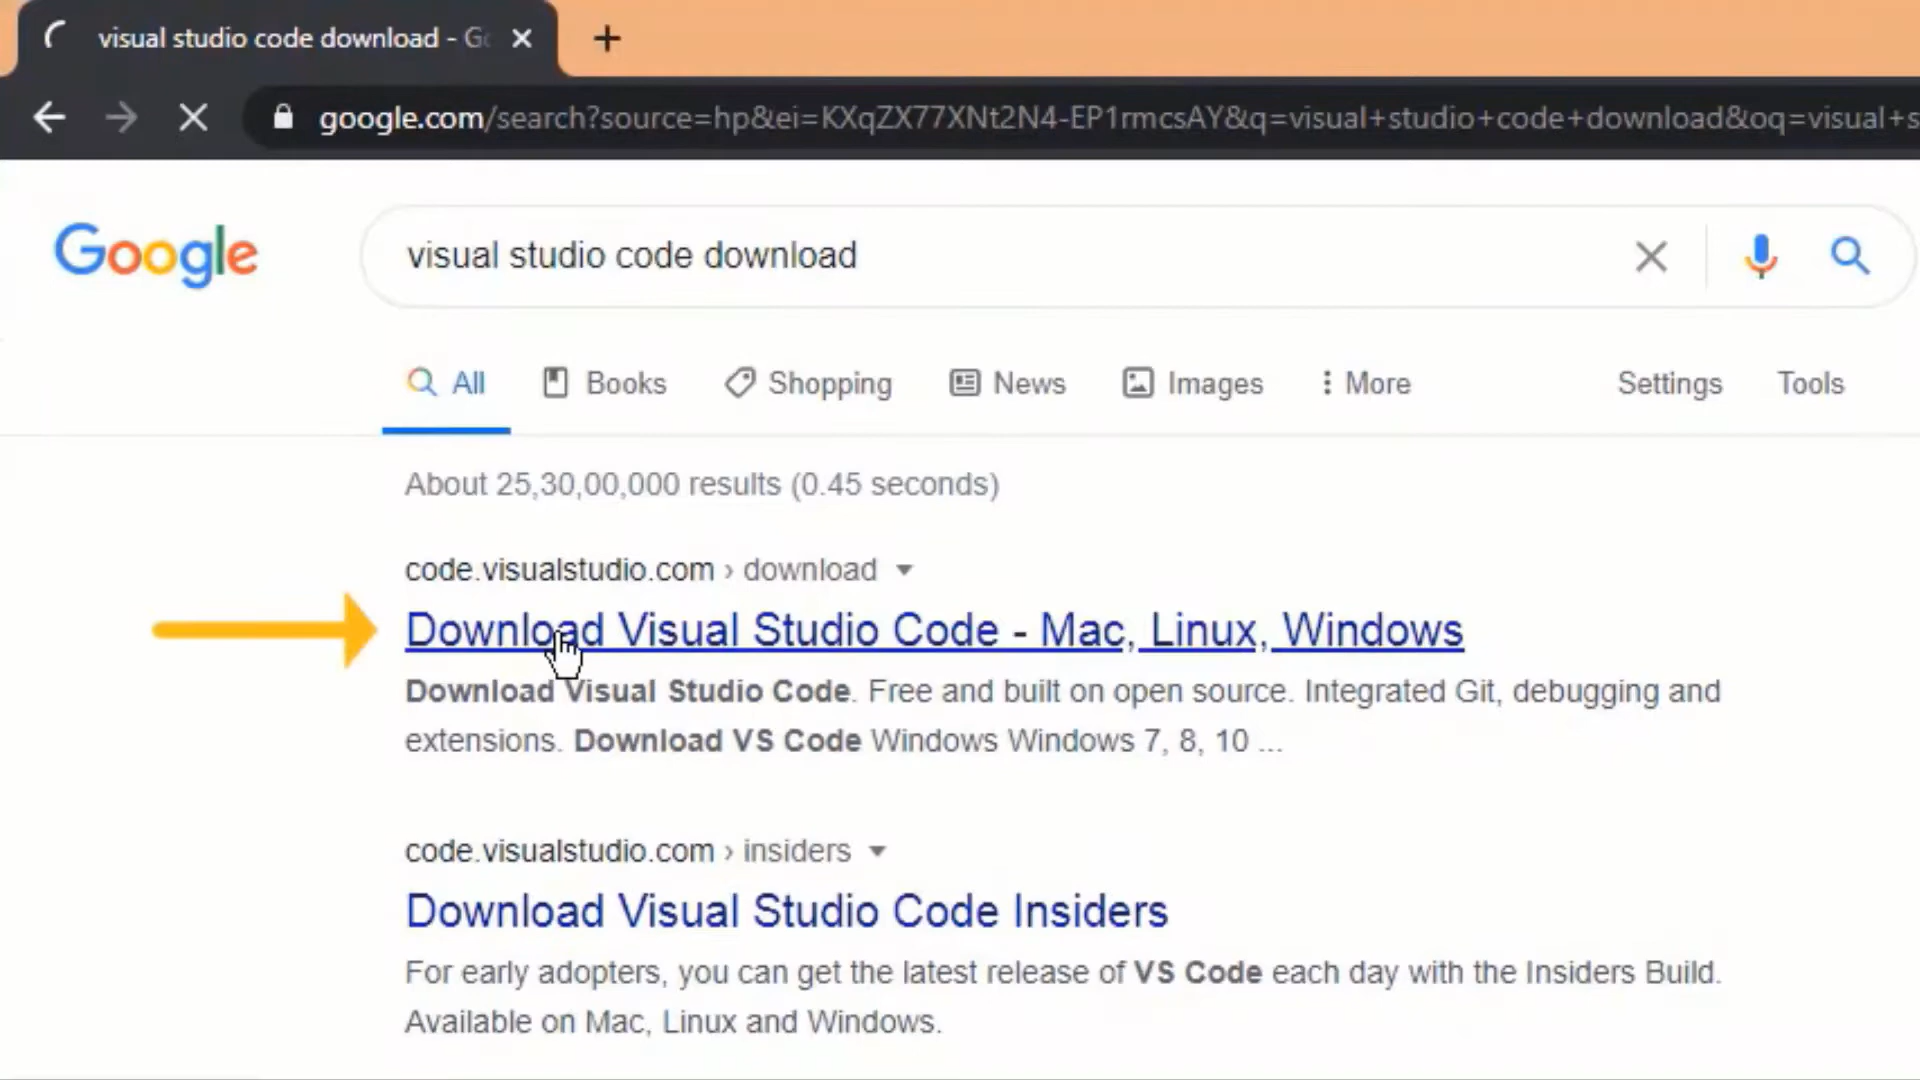 visual studio code download - Go
google.com/search?source=hp&ei=KXqZX77XNt2N4-EP1rmcsAY&q=visual+studio+code+download&oq=visual+s
Google
visual studio code download
All Books Shopping News Images More Settings Tools
About 25,30,00,000 results (0.45 seconds)
code.visualstudio.com › download
Download Visual Studio Code - Mac, Linux, Windows
Download Visual Studio Code. Free and built on open source. Integrated Git, debugging and
extensions. Download VS Code Windows Windows 7, 8, 10 ...
code.visualstudio.com › insiders
Download Visual Studio Code Insiders
For early adopters, you can get the latest release of VS Code each day with the Insiders Build.
Available on Mac, Linux and Windows.